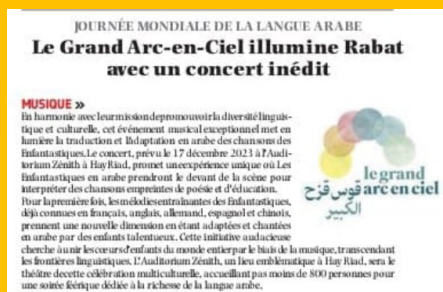 JOURNÉE MONDIALE DE LA LANGUE ARABE
Le Grand Arc-en-Ciel illumine Rabat
avec un concert inédit
MUSIQUE »
En harmonie avec leur mission de promouvoir la diversité linguis-
tique et culturelle, cet événement musical exceptionnel met en
lumière la traduction et l'adaptation en arabe des chansons des
Enfantastiques. Le concert, prévu le 17 décembre 2023 à l'Audi-
torium Zénith à Hay Riad, promet une expérience unique où Les
Enfantastiques en arabe prendront le devant de la scène pour
interpréter des chansons empreintes de poésie et d'éducation.
Pour la première fois, les mélodies entraînantes des Enfantastiques,
déjà connues en français, anglais, allemand, espagnol et chinois,
prennent une nouvelle dimension en étant adaptées et chantées
en arabe par des enfants talentueux. Cette initiative audacieuse
cherche à unir les cœurs d'enfants du monde entier par le biais de la musique, transcendant
les frontières linguistiques. L'Auditorium Zénith, un lieu emblématique à Hay Riad, sera le
théâtre de cette célébration multiculturelle, accueillant pas moins de 800 personnes pour
une soirée féérique dédiée à la richesse de la langue arabe.
le grand
arc en ciel
قوس قزح
الكبير